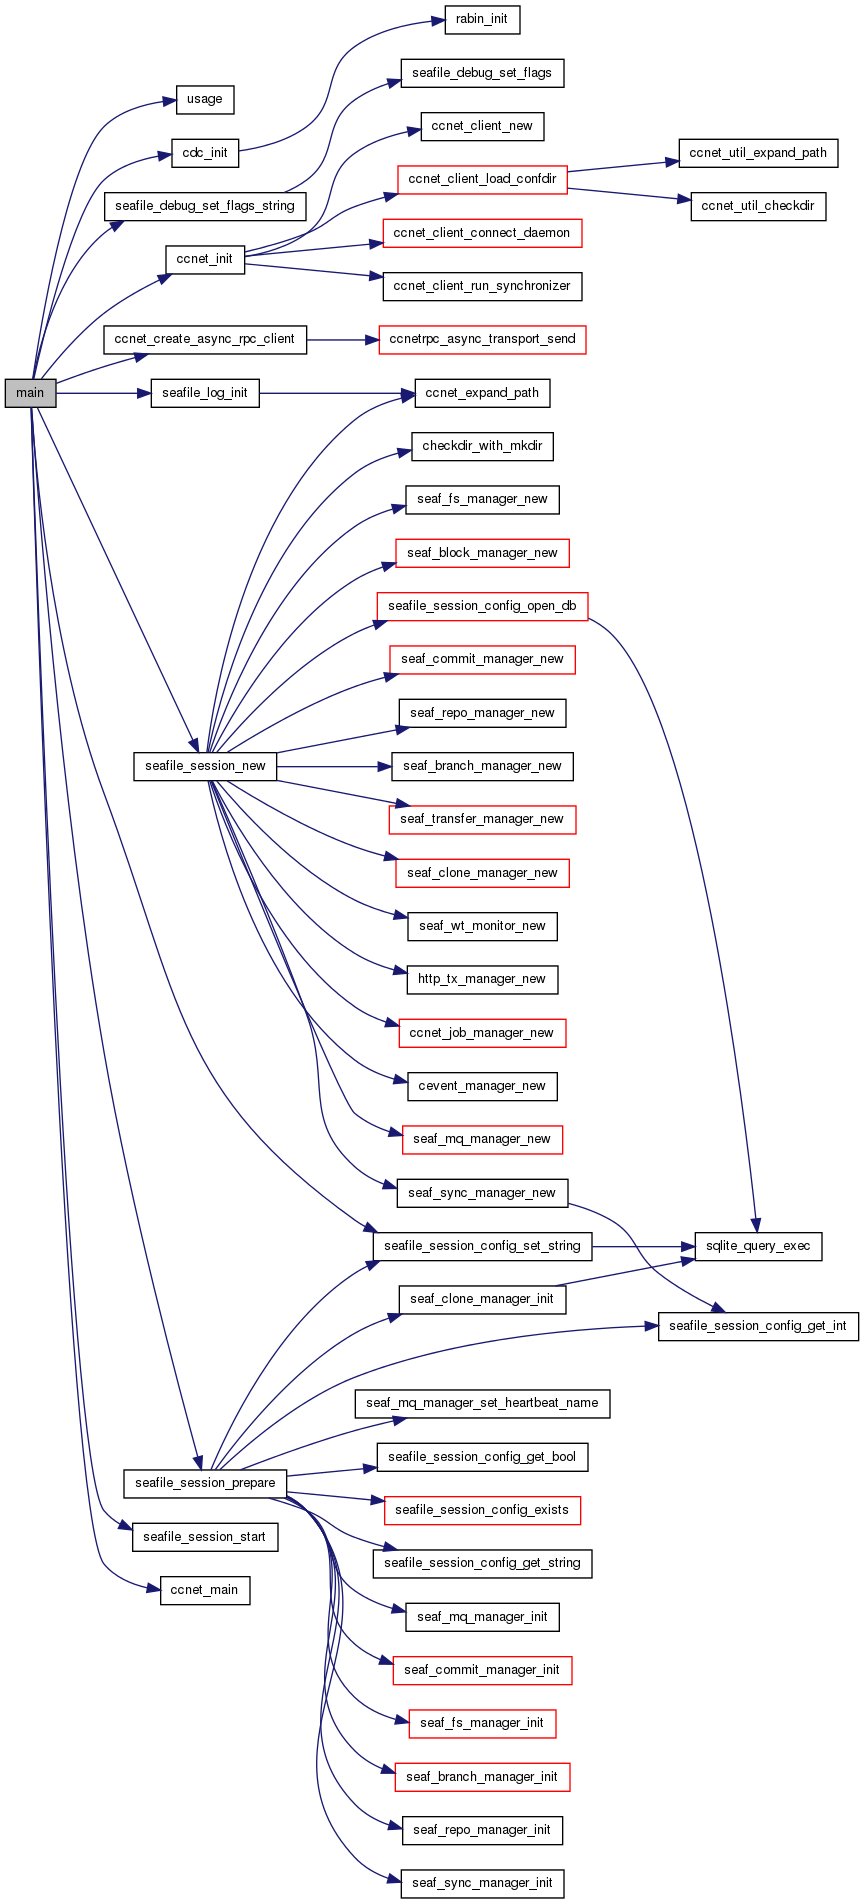 rabin_init
seafile_debug_set_flags
usage
ccnet_client_new
cdc_init
ccnet_util_expand_path
ccnet_client_load_confdir
seafile_debug_set_flags_string
ccnet_util_checkdir
ccnet_client_connect_daemon
ccnet_init
ccnet_client_run_synchronizer
ccnet_create_async_rpc_client
ccnetrpc_async_transport_send
main
seafile_log_init
ccnet_expand_path
checkdir_with_mkdir
seaf_fs_manager_new
seaf_block_manager_new
seafile_session_config_open_db
seaf_commit_manager_new
seaf_repo_manager_new
seafile_session_new
seaf_branch_manager_new
seaf_transfer_manager_new
seaf_clone_manager_new
seaf_wt_monitor_new
http_tx_manager_new
ccnet_job_manager_new
cevent_manager_new
seaf_mq_manager_new
seaf_sync_manager_new
seafile_session_config_set_string
sqlite_query_exec
seaf_clone_manager_init
seafile_session_config_get_int
seaf_mq_manager_set_heartbeat_name
seafile_session_config_get_bool
seafile_session_prepare
seafile_session_config_exists
seafile_session_start
seafile_session_config_get_string
ccnet_main
seaf_mq_manager_init
seaf_commit_manager_init
seaf_fs_manager_init
seaf_branch_manager_init
seaf_repo_manager_init
seaf_sync_manager_init